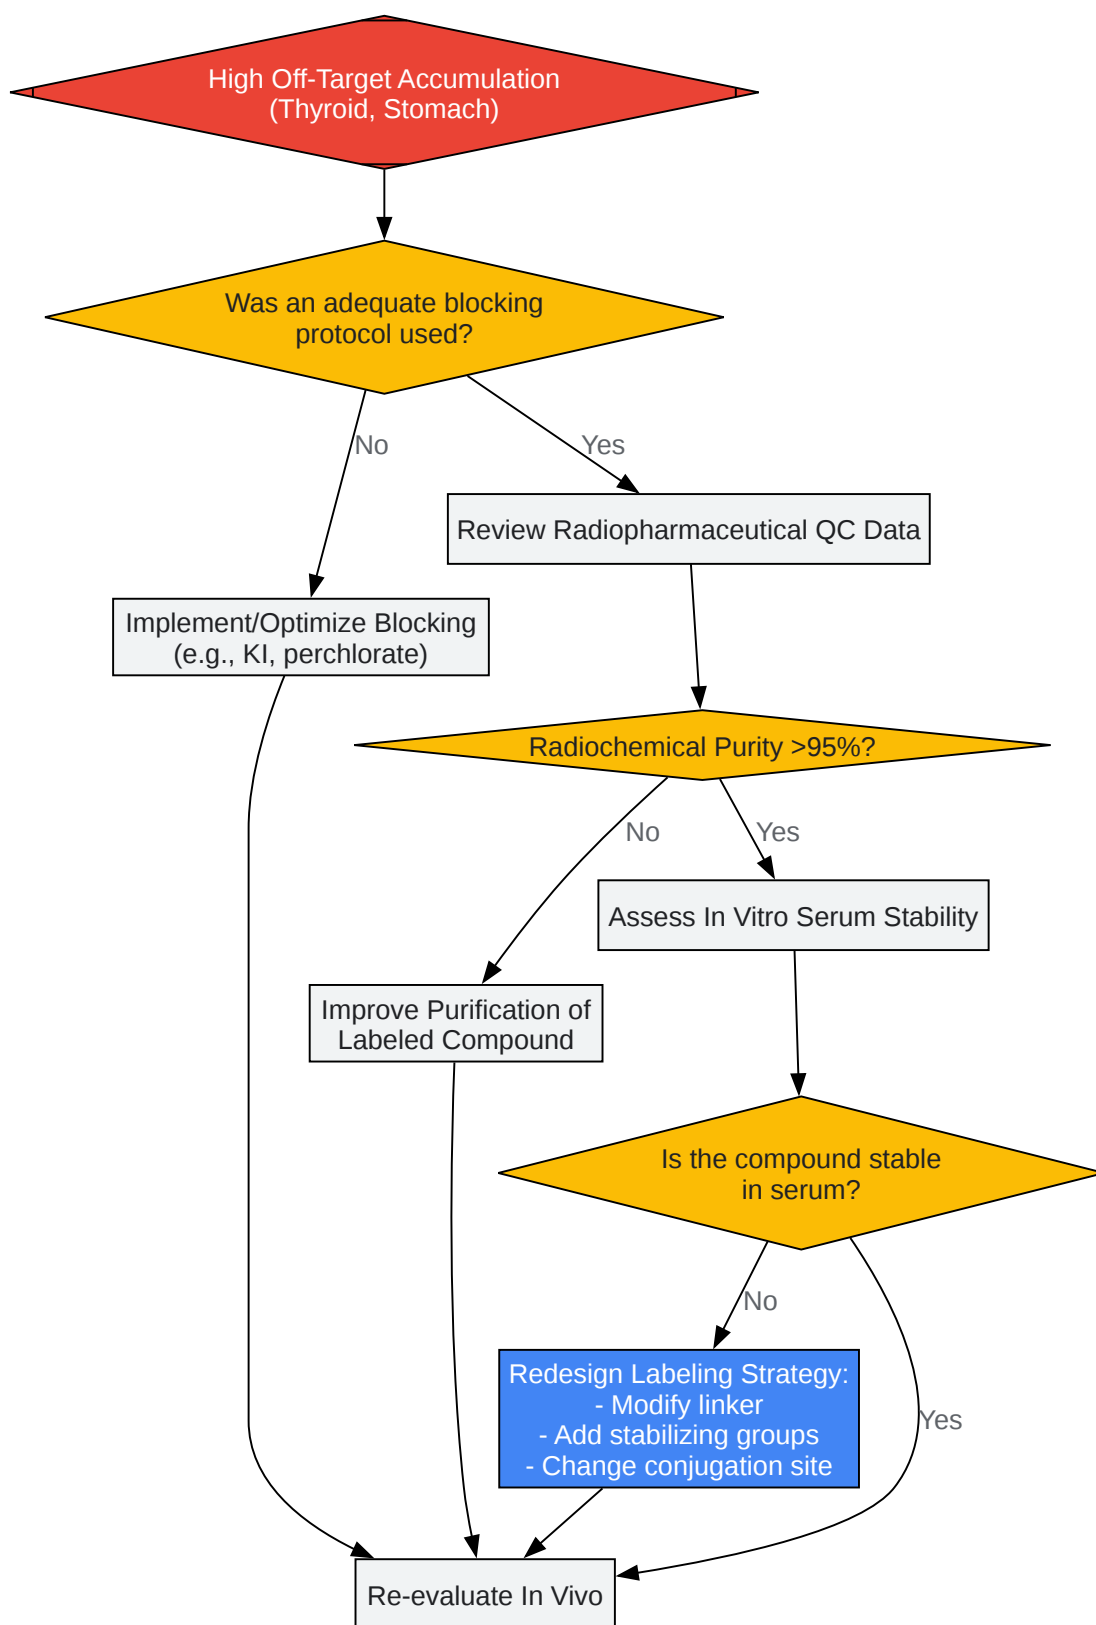 High Off-Target Accumulation
(Thyroid, Stomach)
Was an adequate blocking
protocol used?
No
Yes
Review Radiopharmaceutical QC Data
Implement/Optimize Blocking
(e.g., KI, perchlorate)
Radiochemical Purity >95%?
No
Yes
Assess In Vitro Serum Stability
Improve Purification of
Labeled Compound
Is the compound stable
in serum?
No
Redesign Labeling Strategy:
- Modify linker
- Add stabilizing groups
- Change conjugation site
Yes
Re-evaluate In Vivo